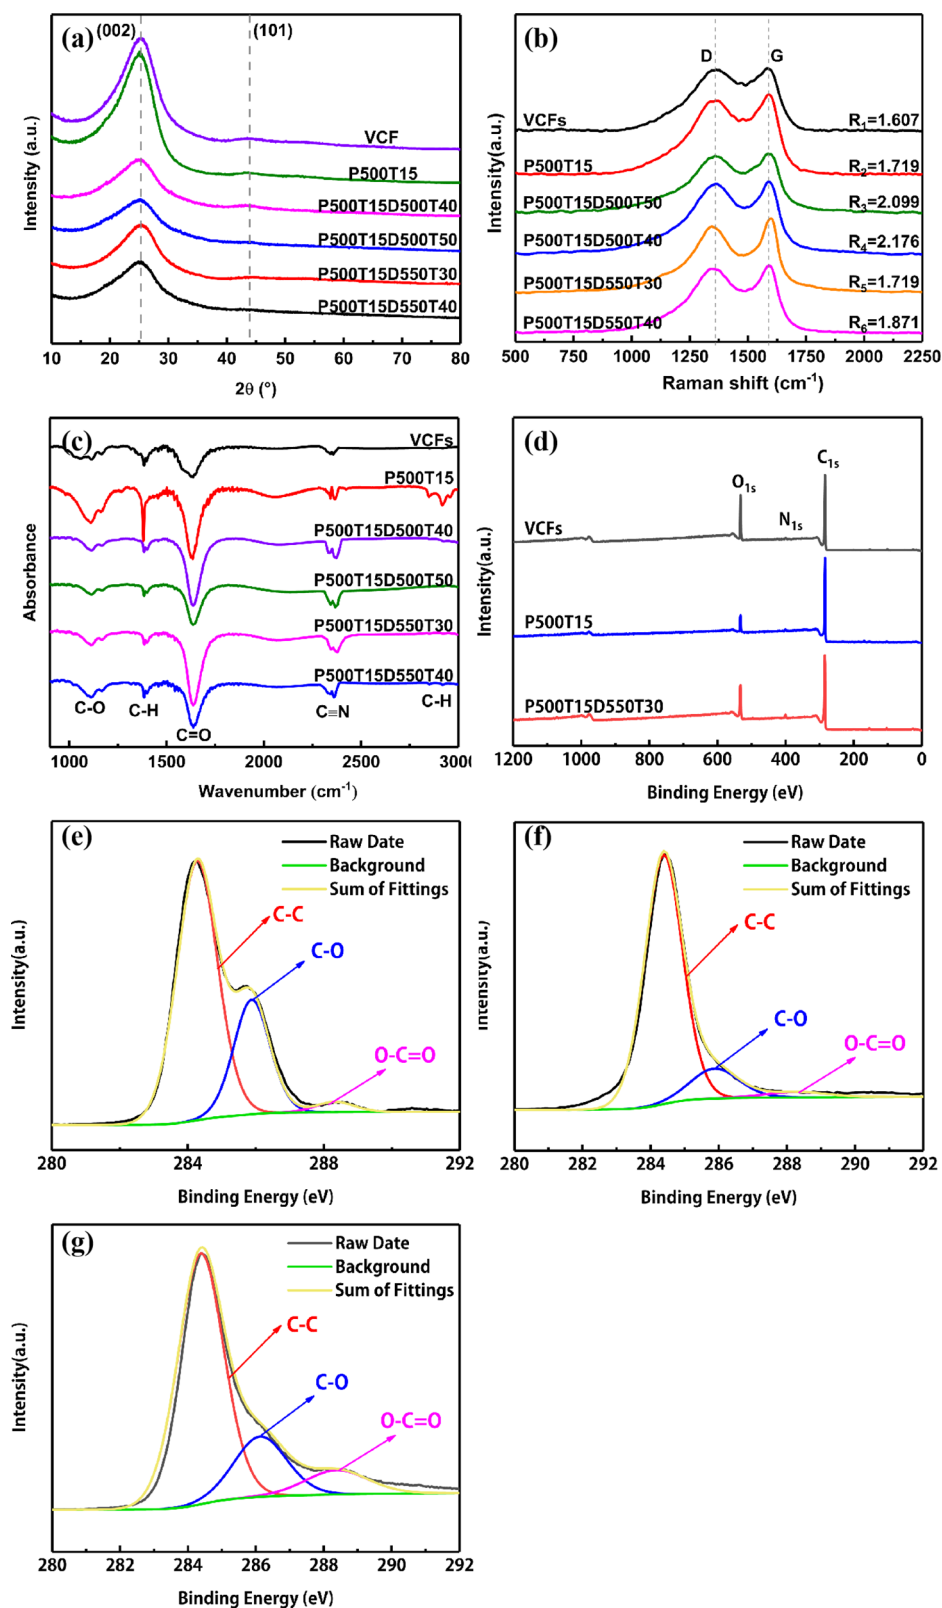 (a)
(002)
(101)
VCF
P500T15
P500T15D500T40
P500T15D500T50
P500T15D550T30
P500T15D550T40
Intensity (a.u.)
10 20 30 40 50 60 70 80
2θ (°)
(b)
D G
VCFs R1=1.607
P500T15 R2=1.719
P500T15D500T50 R3=2.099
P500T15D500T40 R4=2.176
P500T15D550T30 R5=1.719
P500T15D550T40 R6=1.871
Intensity(a.u.)
500 750 1000 1250 1500 1750 2000 2250
Raman shift (cm-1)
(c)
VCFs
P500T15
P500T15D500T40
P500T15D500T50
P500T15D550T30
P500T15D550T40
C-O C-H C=O C≡N C-H
Absorbance
1000 1500 2000 2500 3000
Wavenumber (cm-1)
(d)
C1s
O1s
N1s
VCFs
P500T15
P500T15D550T30
Intensity(a.u.)
1200 1000 800 600 400 200 0
Binding Energy (eV)
(e)
Raw Date
Background
Sum of Fittings
C-C
C-O
O-C=O
Intensity(a.u.)
280 284 288 292
Binding Energy (eV)
(f)
Raw Date
Background
Sum of Fittings
C-C
C-O
O-C=O
Intensity(a.u.)
280 282 284 286 288 290 292
Binding Energy (eV)
(g)
Raw Date
Background
Sum of Fittings
C-C
C-O
O-C=O
Intensity(a.u.)
280 282 284 286 288 290 292
Binding Energy (eV)